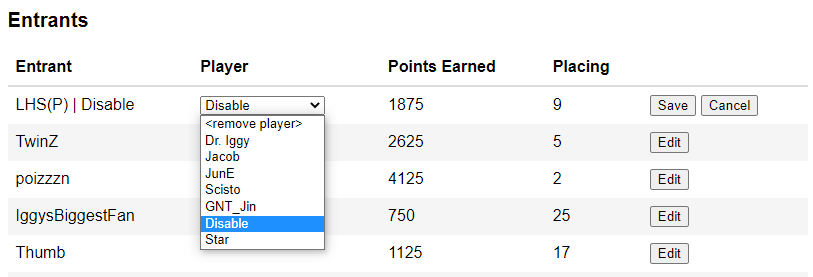 Entrants
Entrant Player Points Earned Placing
LHS(P) | Disable Disable 1875 9 Save Cancel
<remove player>
TwinZ Dr. Iggy 2625 5 Edit
Jacob
poizzzn JunE 4125 2 Edit
Scisto
IggysBiggestFan GNT_Jin 750 25 Edit
Disable
Thumb Star 1125 17 Edit